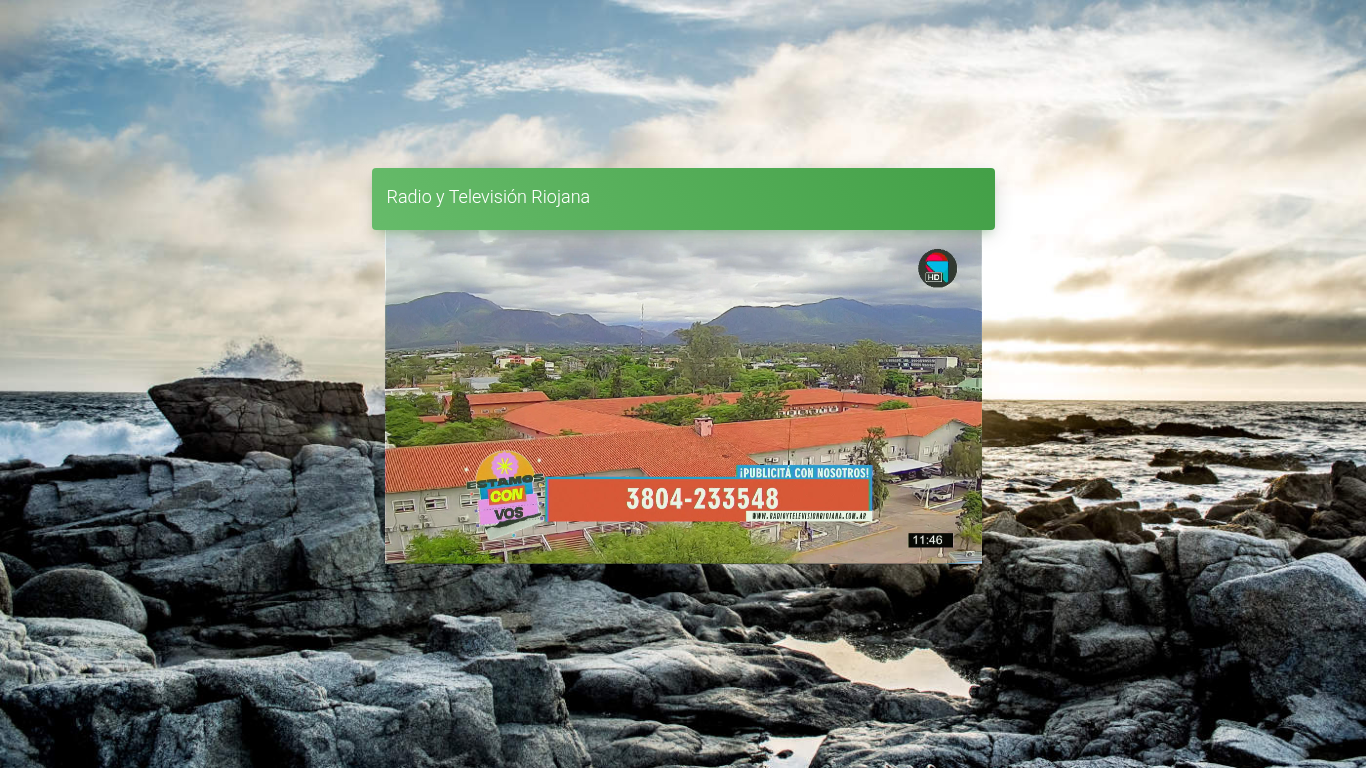 Radio y Televisión Riojana
HD
¡PUBLICITÁ CON NOSOTROS!
ESTAMOS
CON
VOS
3804-233548
WWW.RADIOYTELEVISIONRIOJANA.COM.AR
11:46